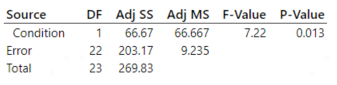 Source DF Adj SS Adj MS F-Value P-Value
Condition 1 66.67 66.667 7.22 0.013
Error 22 203.17 9.235
Total 23 269.83